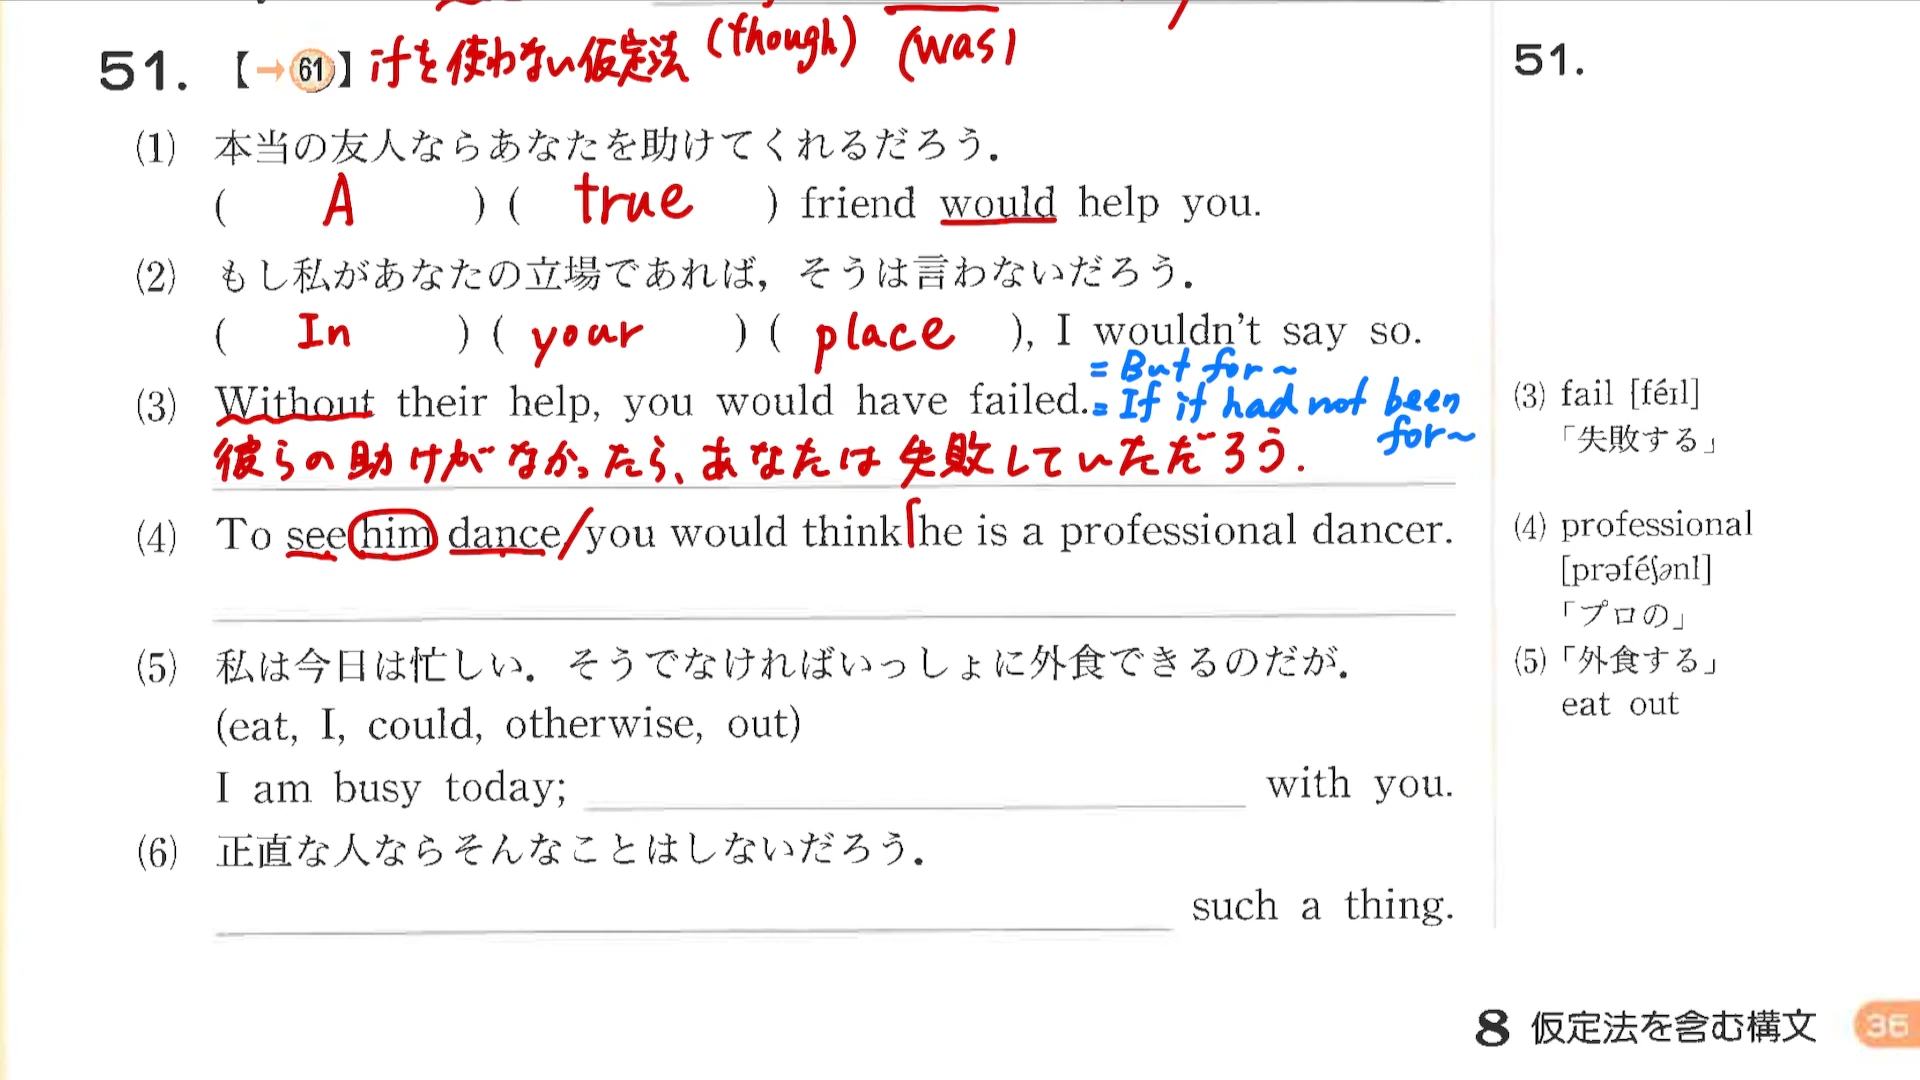 51. 【→61】 ifを使わない仮定法 (though) (was) 51.
(1) 本当の友人ならあなたを助けてくれるだろう.
( A ) ( true ) friend would help you.
(2) もし私があなたの立場であれば, そうは言わないだろう.
( In ) ( your ) ( place ), I wouldn't say so.
= But for ~
(3) Without their help, you would have failed. = If it had not been for~
彼らの助けがなかったら、あなたは失敗していただだろう.
(3) fail [féɪl]
「失敗する」
(4) To see him dance / you would think he is a professional dancer.
(4) professional
[prəféʃənl]
「プロの」
(5) 私は今日は忙しい. そうでなければいっしょに外食できるのだが.
(eat, I, could, otherwise, out)
I am busy today; with you.
(5) 「外食する」
eat out
(6) 正直な人ならそんなことはしないだろう.
such a thing.
8 仮定法を含む構文 36